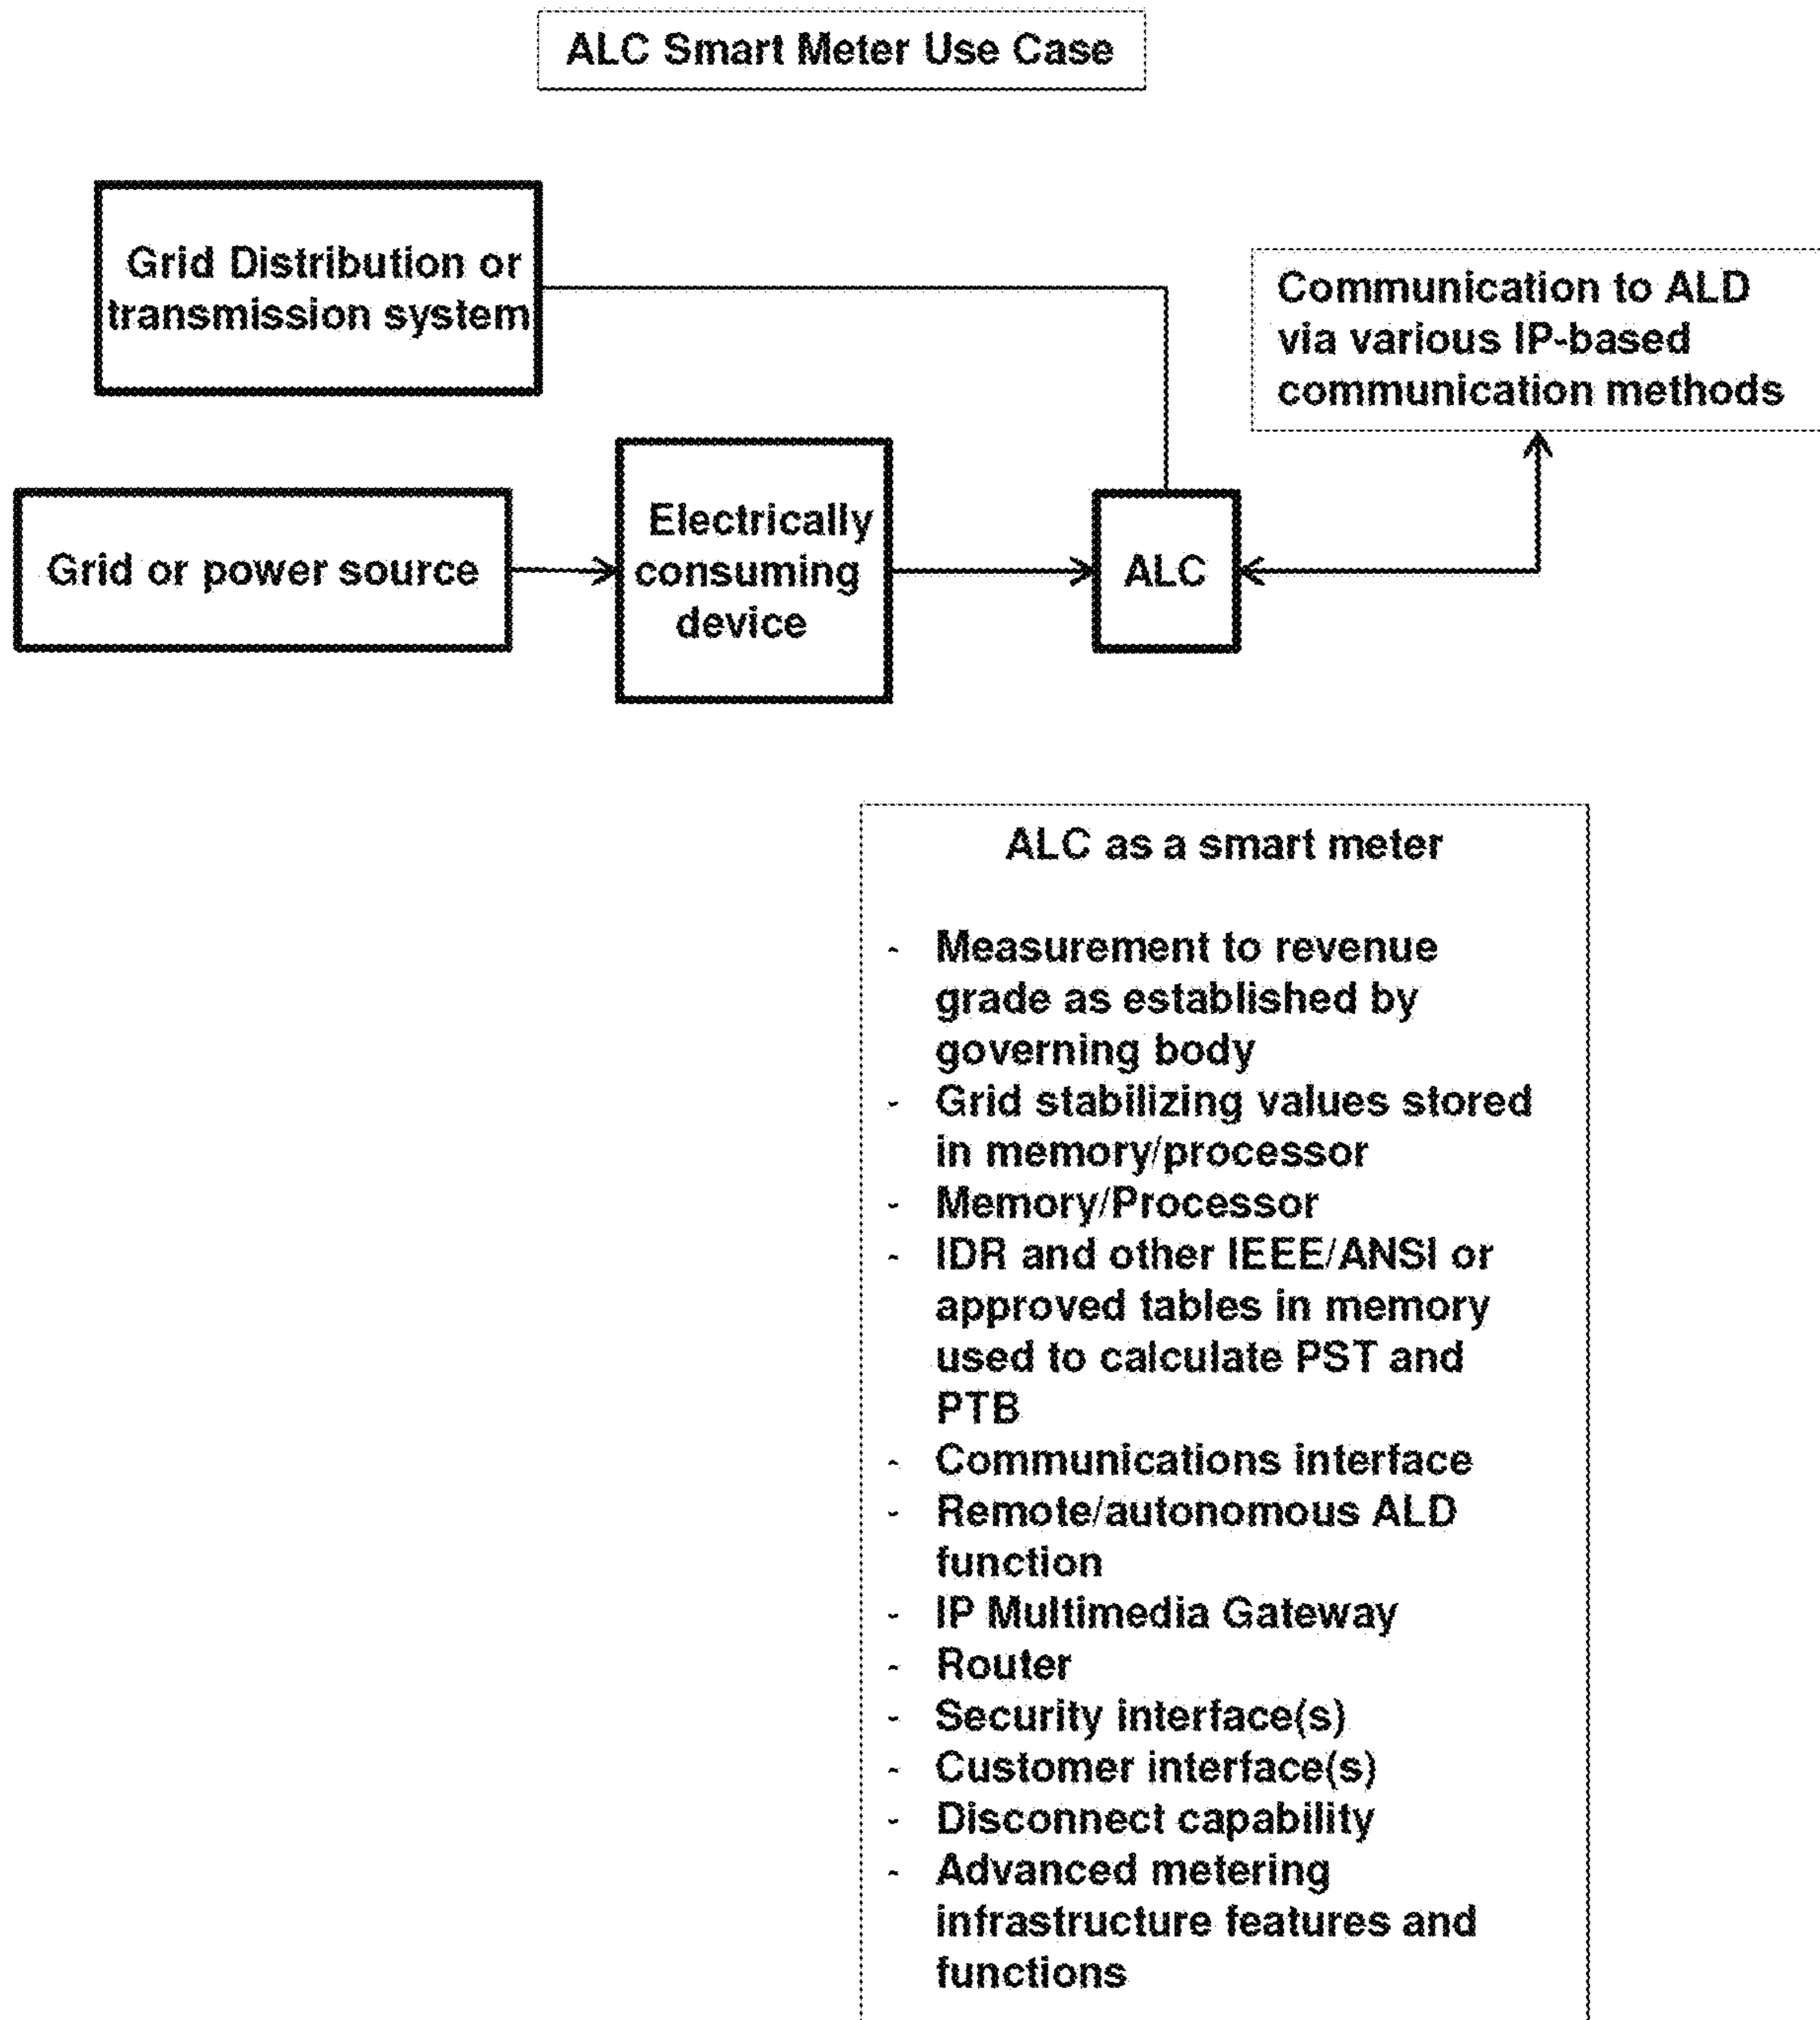 ALC Smart Meter Use Case
Grid Distribution or
transmission system
Communication to ALD
via various IP-based
communication methods
Grid or power source
Electrically
consuming
device
ALC
ALC as a smart meter
- Measurement to revenue
grade as established by
governing body
- Grid stabilizing values stored
in memory/processor
- Memory/Processor
- IDR and other IEEE/ANSI or
approved tables in memory
used to calculate PST and
PTB
- Communications interface
- Remote/autonomous ALD
function
- IP Multimedia Gateway
- Router
- Security interface(s)
- Customer interface(s)
- Disconnect capability
- Advanced metering
infrastructure features and
functions